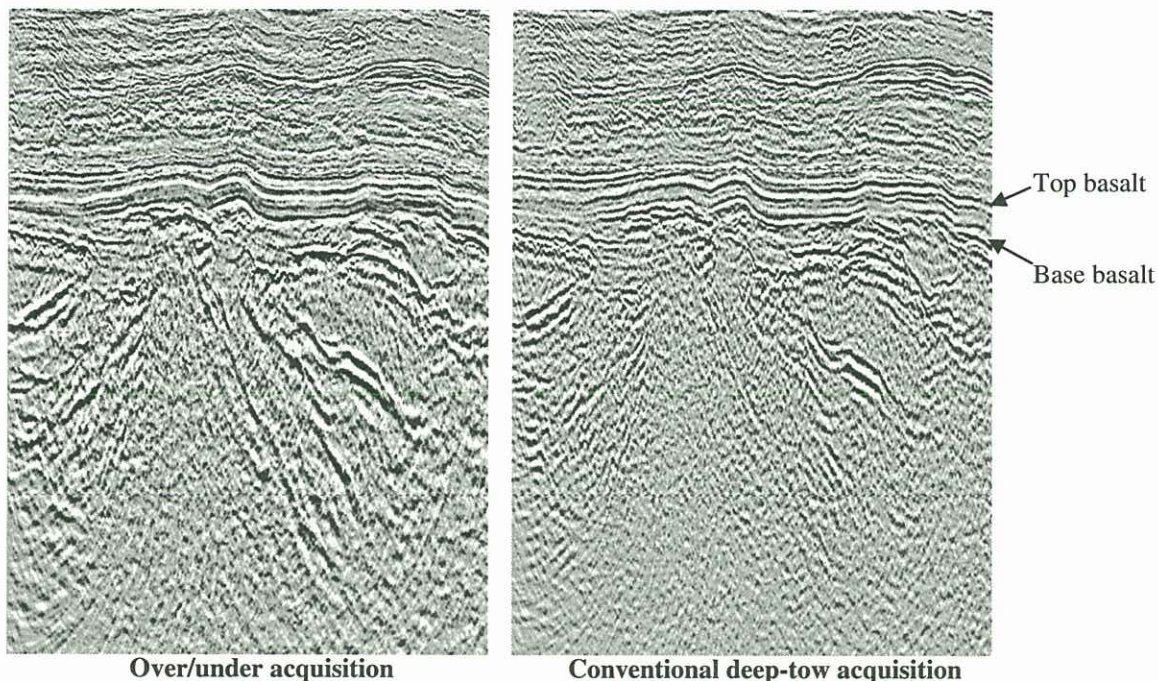 Top basalt
Base basalt
Over/under acquisition
Conventional deep-tow acquisition